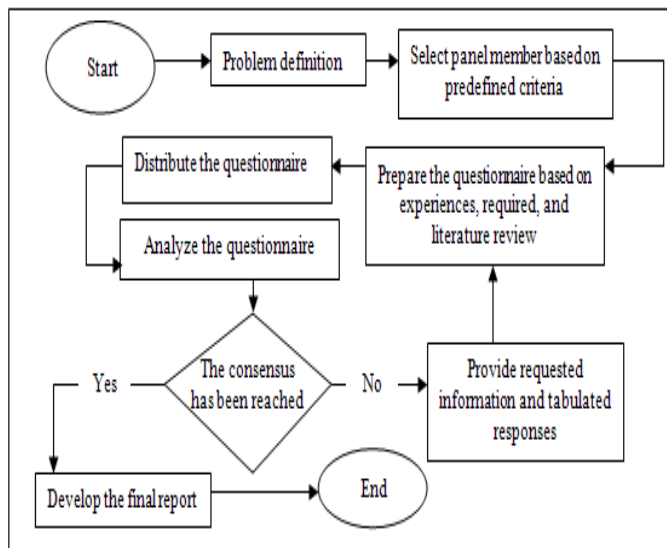 Start
Problem definition
Select panel member based on
predefined criteria
Distribute the questionnaire
Prepare the questionnaire based on
experiences, required, and
literature review
Analyze the questionnaire
The consensus
has been reached
Yes
No
Provide requested
information and tabulated
responses
Develop the final report
End